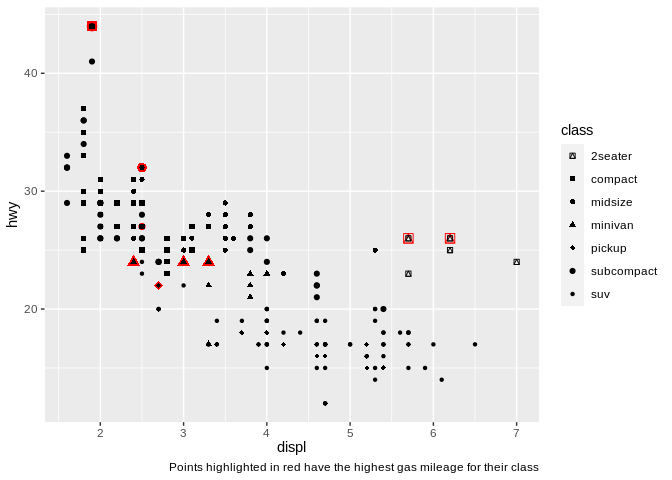 40
30
20
hwy
2
3
4
5
6
7
displ
class
2seater
compact
midsize
minivan
pickup
subcompact
suv
Points highlighted in red have the highest gas mileage for their class